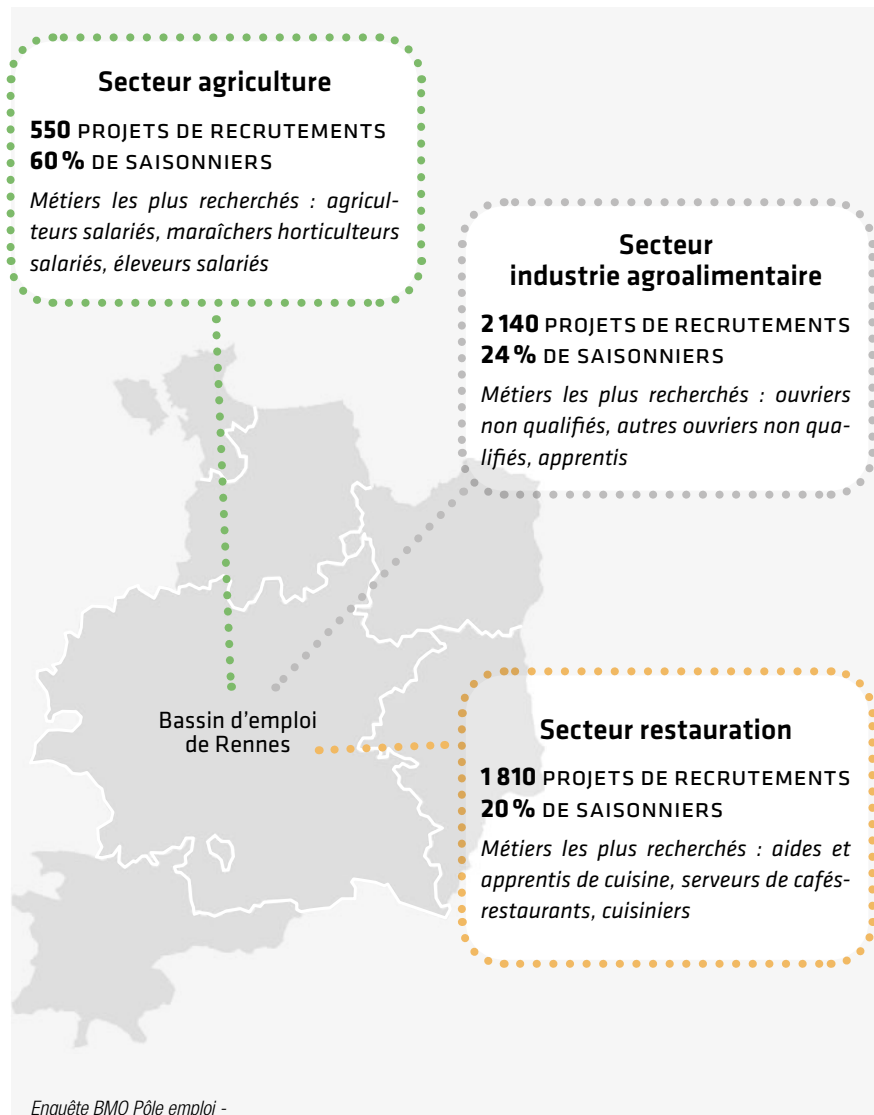 Secteur agriculture
550 PROJETS DE RECRUTEMENTS
60 % DE SAISONNIERS
Métiers les plus recherchés : agricul-
teurs salariés, maraîchers horticulteurs
salariés, éleveurs salariés
Secteur
industrie agroalimentaire
2 140 PROJETS DE RECRUTEMENTS
24 % DE SAISONNIERS
Métiers les plus recherchés : ouvriers
non qualifiés, autres ouvriers non qua-
lifiés, apprentis
Bassin d'emploi
de Rennes
Secteur restauration
1 810 PROJETS DE RECRUTEMENTS
20 % DE SAISONNIERS
Métiers les plus recherchés : aides et
apprentis de cuisine, serveurs de cafés-
restaurants, cuisiniers
Enquête BMO Pôle emploi -